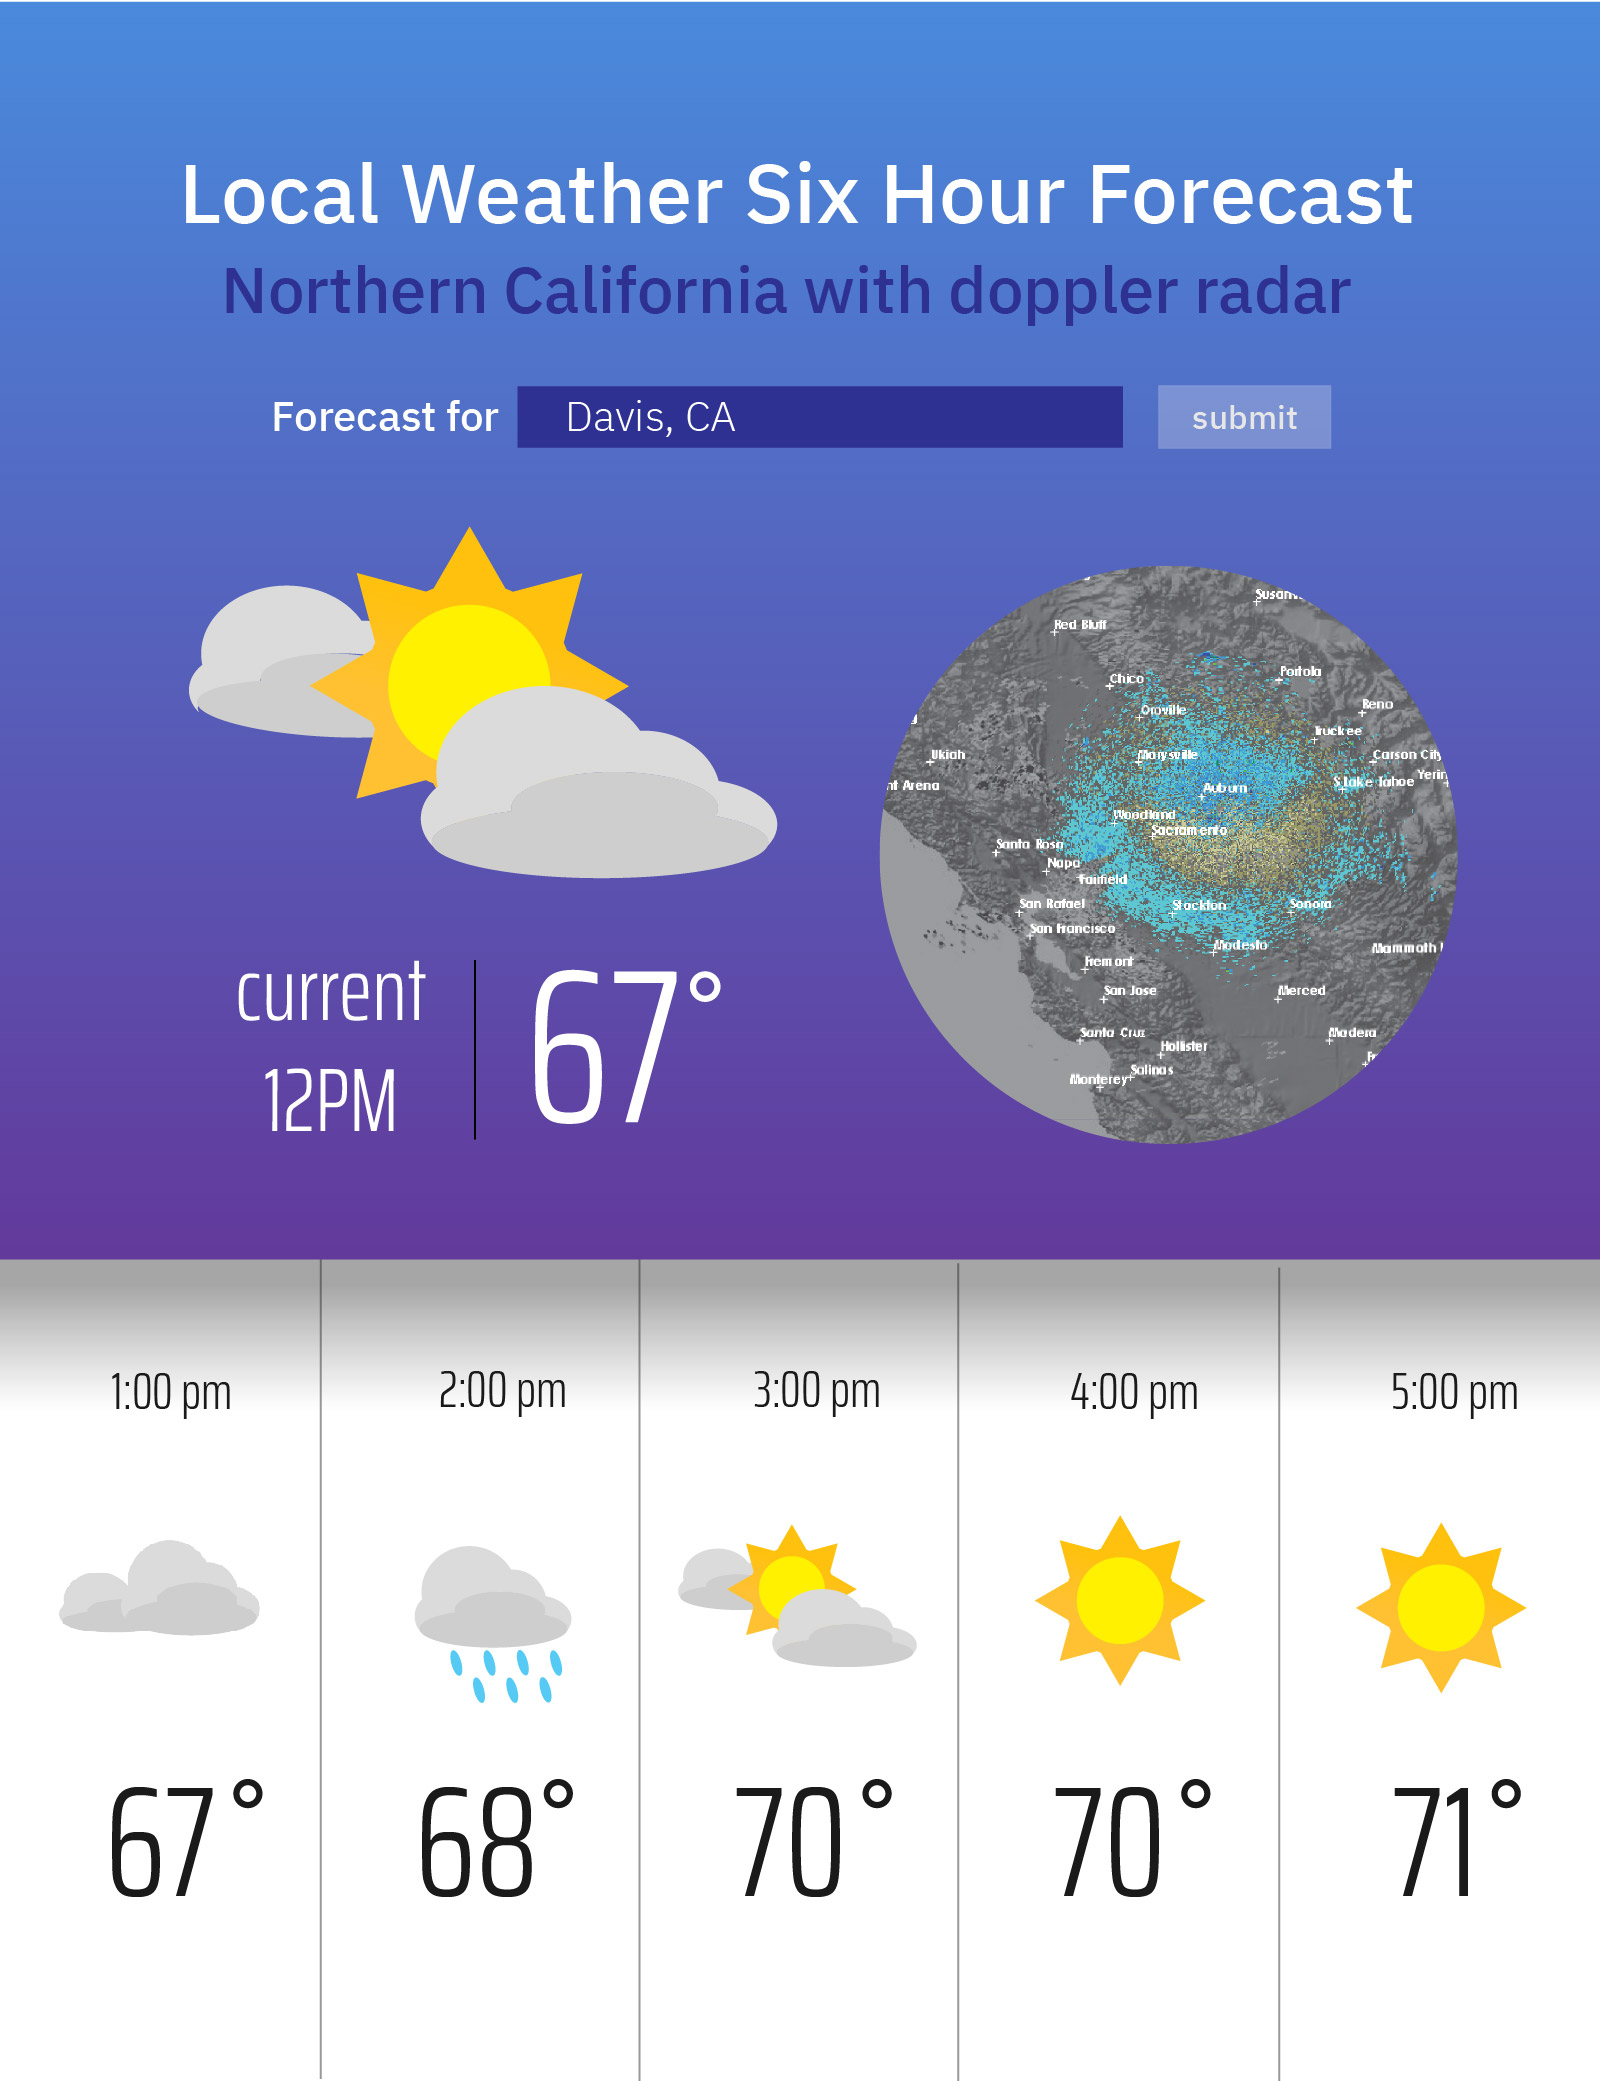 Local Weather Six Hour Forecast
Northern California with doppler radar
Forecast for Davis, CA submit
Red Bluff
Chico
Portola
Oroville
Reno
Truckee
Ukiah
Marysville
Carson City
S Lake Tahoe
nt Arena
Auburn
Woodland
Sacramento
Santa Rosa
Napa
Fairfield
San Rafael
Stockton
Sonora
San Francisco
Modesto
Mammoth
Fremont
San Jose
Merced
Santa Cruz
Madera
Hollister
Salinas
Monterey
current
12PM
67°
1:00 pm 2:00 pm 3:00 pm 4:00 pm 5:00 pm
67° 68° 70° 70° 71°